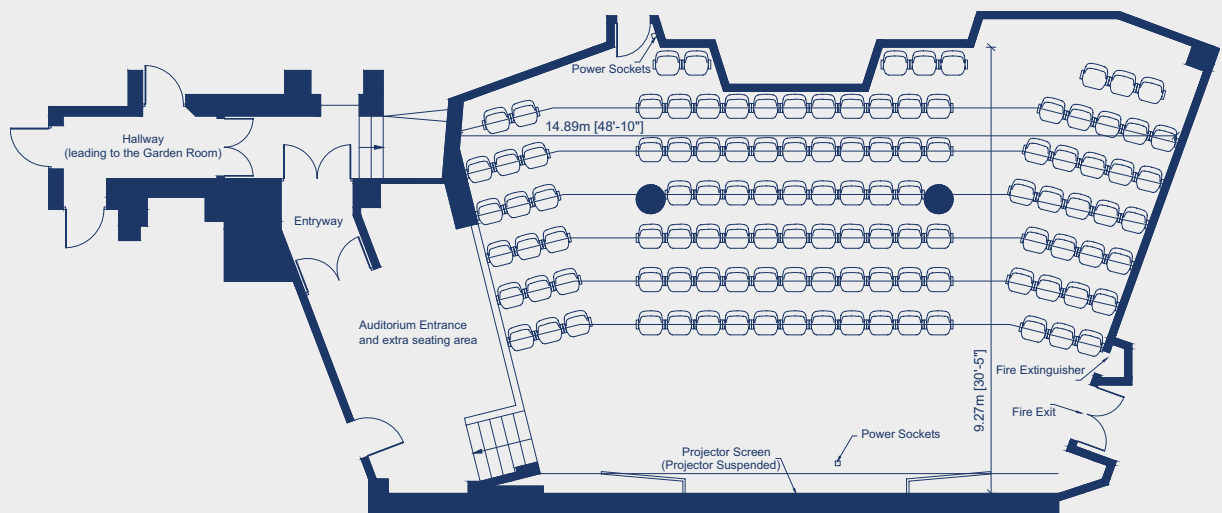 Power Sockets
14.89m [48'-10"]
Hallway
(leading to the Garden Room)
Entryway
Auditorium Entrance
and extra seating area
9.27m [30'-5"]
Fire Extinguisher
Fire Exit
Power Sockets
Projector Screen
(Projector Suspended)